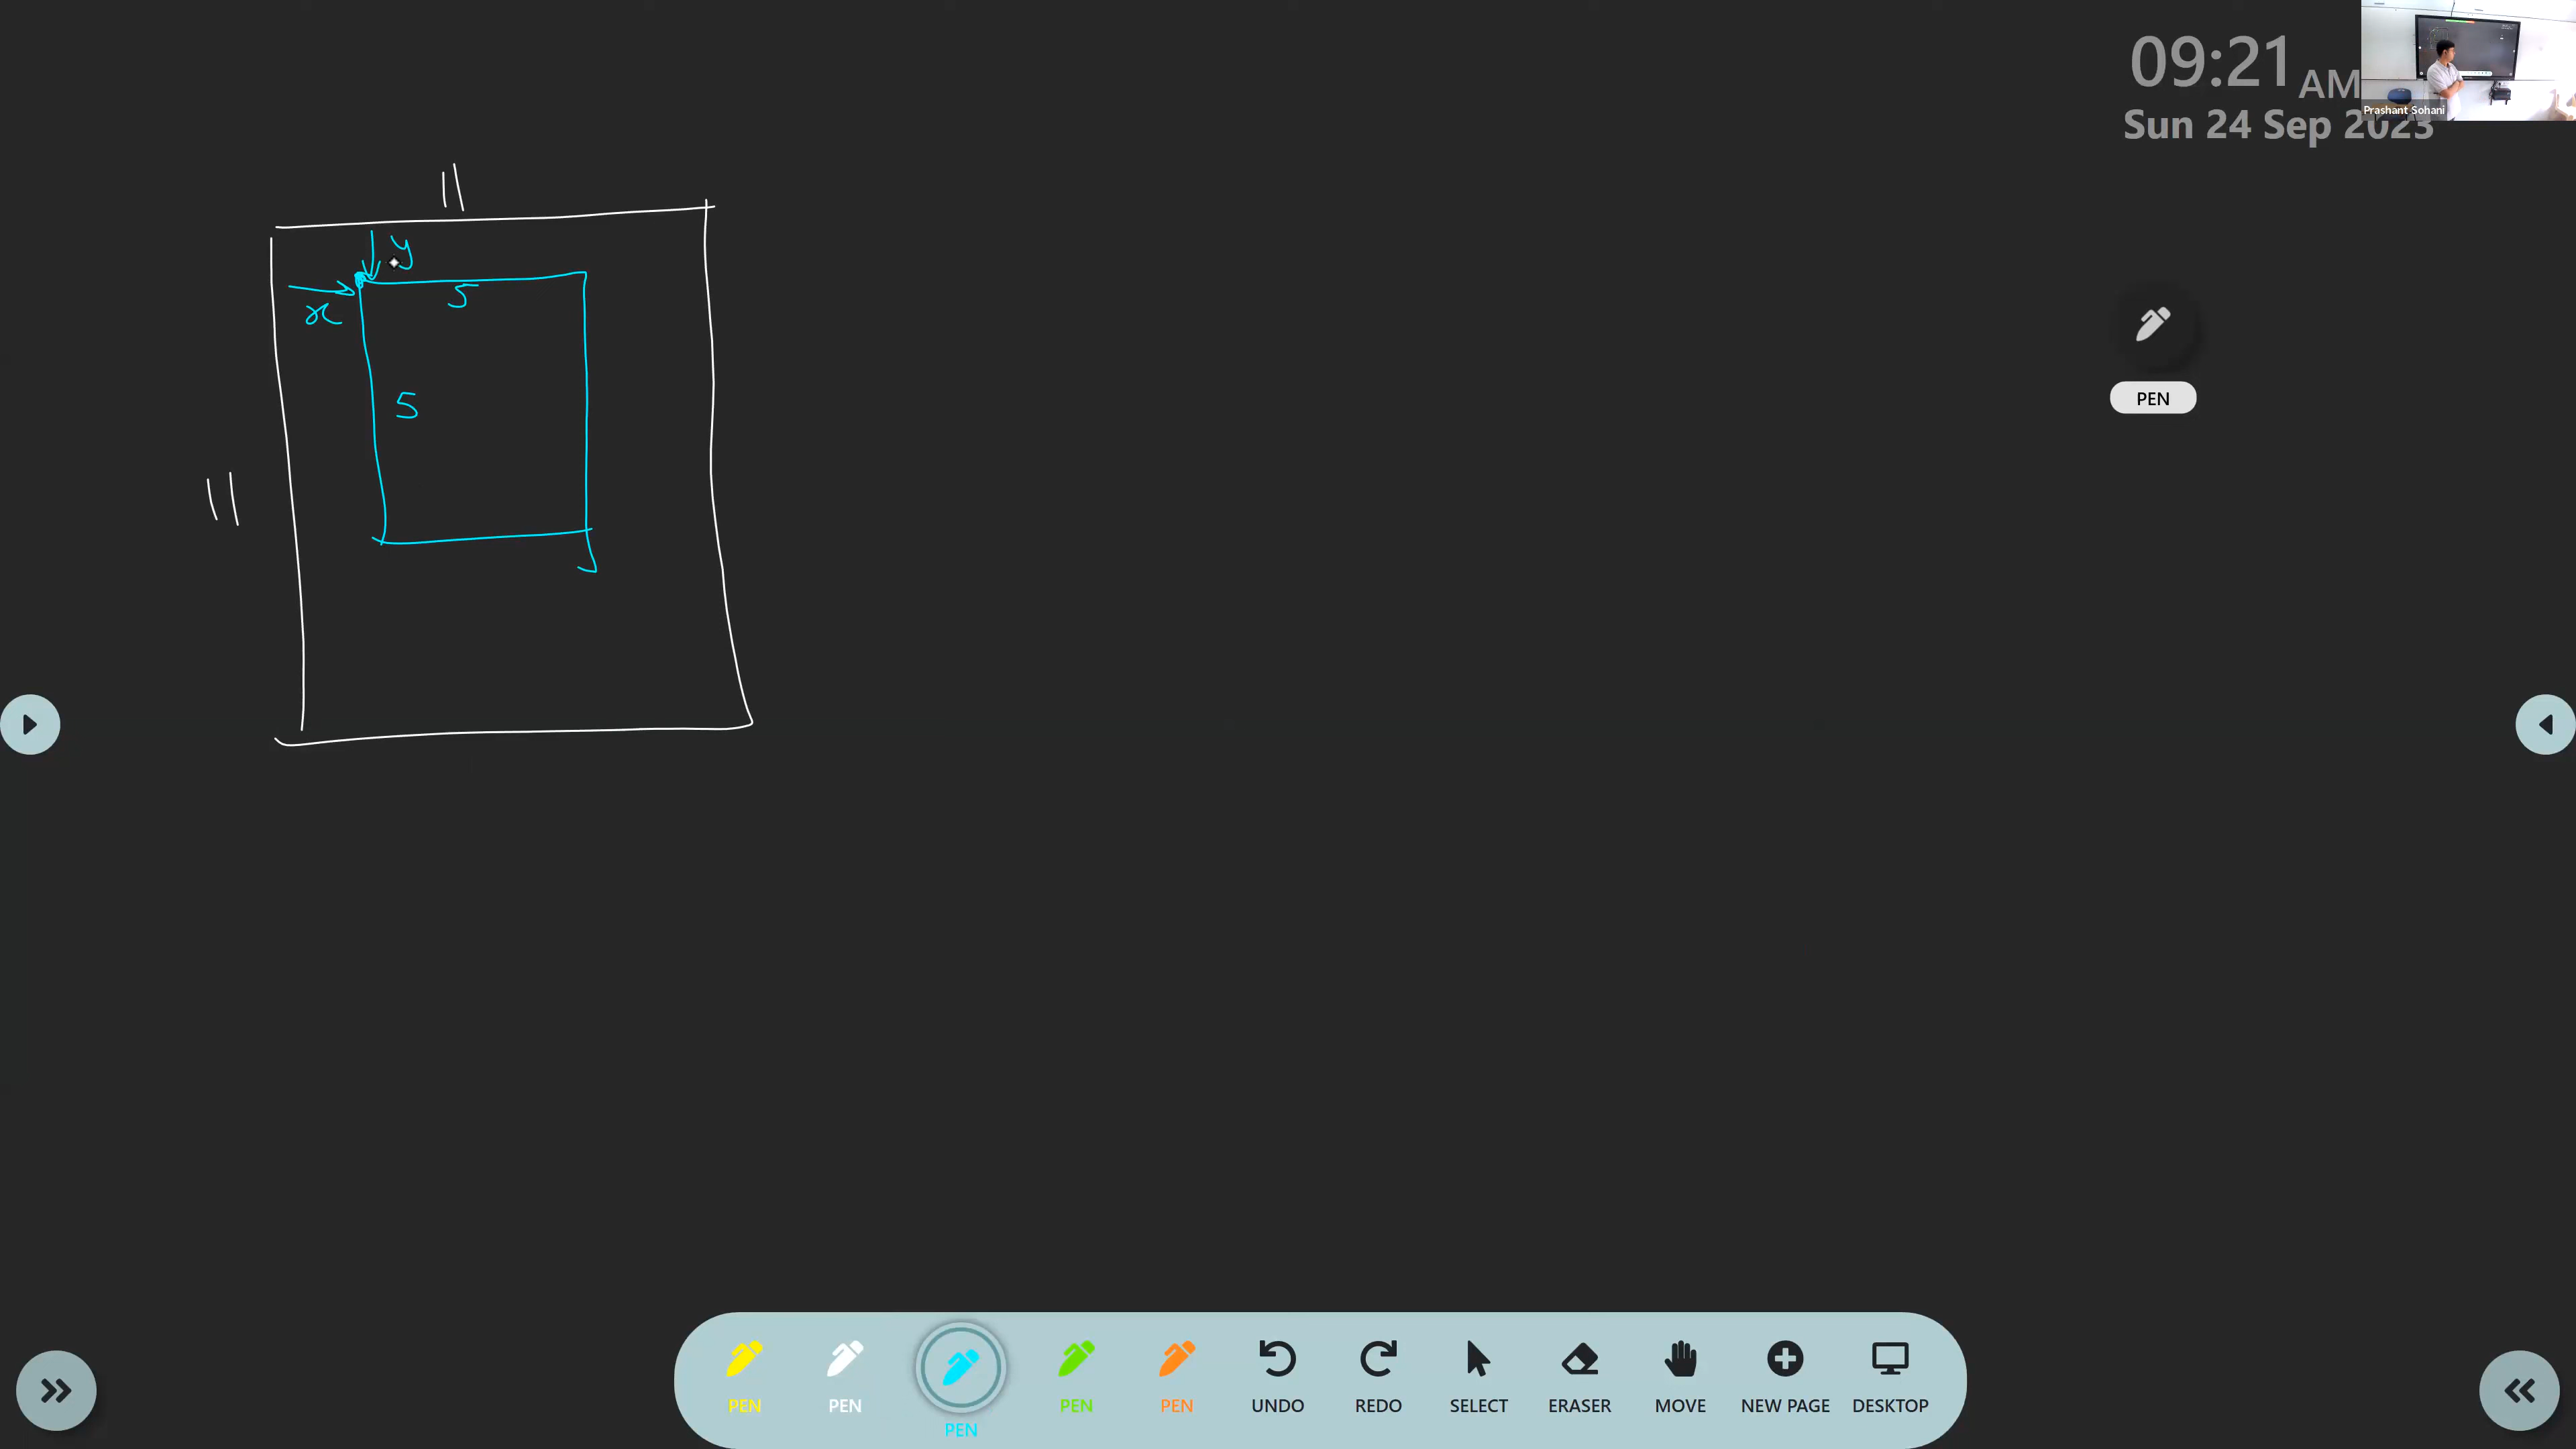 09:21 AM
Sun 24 Sep 2023
Prashant Sohani
11
y
x
5
5
11
PEN
PEN
PEN
PEN
PEN
PEN
UNDO
REDO
SELECT
ERASER
MOVE
NEW PAGE
DESKTOP